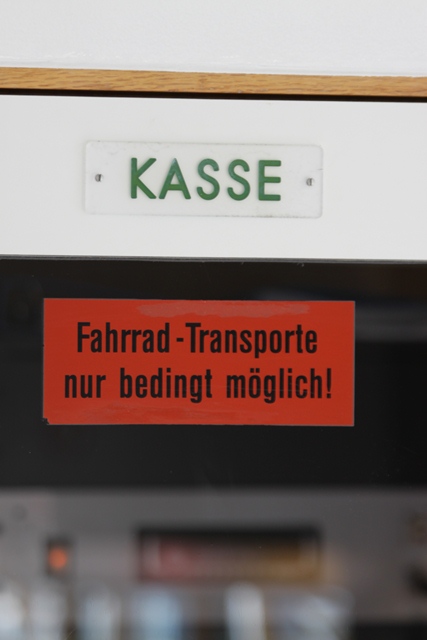 KASSE
Fahrrad-Transporte
nur bedingt möglich!